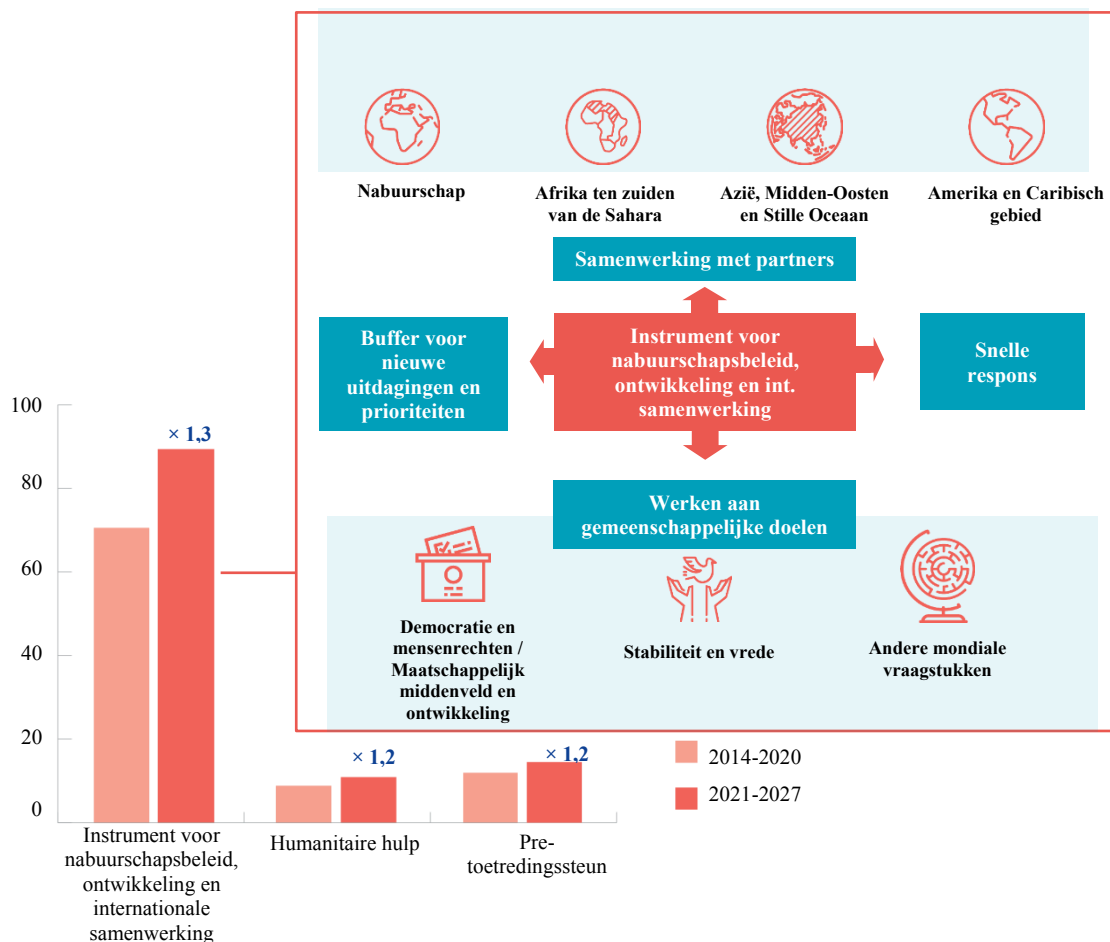 Nabuurschap
Afrika ten zuiden
van de Sahara
Azië, Midden-Oosten
en Stille Oceaan
Amerika en Caribisch
gebied
Samenwerking met partners
Buffer voor
nieuwe
uitdagingen en
prioriteiten
Instrument voor
nabuurschapsbeleid,
ontwikkeling en int.
samenwerking
Snelle
respons
Werken aan
gemeenschappelijke doelen
Democratie en
mensenrechten /
Maatschappelijk
middenveld en
ontwikkeling
Stabiliteit en vrede
Andere mondiale
vraagstukken
100
80
60
40
20
0
× 1,3
× 1,2
× 1,2
2014-2020
2021-2027
Instrument voor
nabuurschapsbeleid,
ontwikkeling en
internationale
samenwerking
Humanitaire hulp
Pre-
toetredingssteun